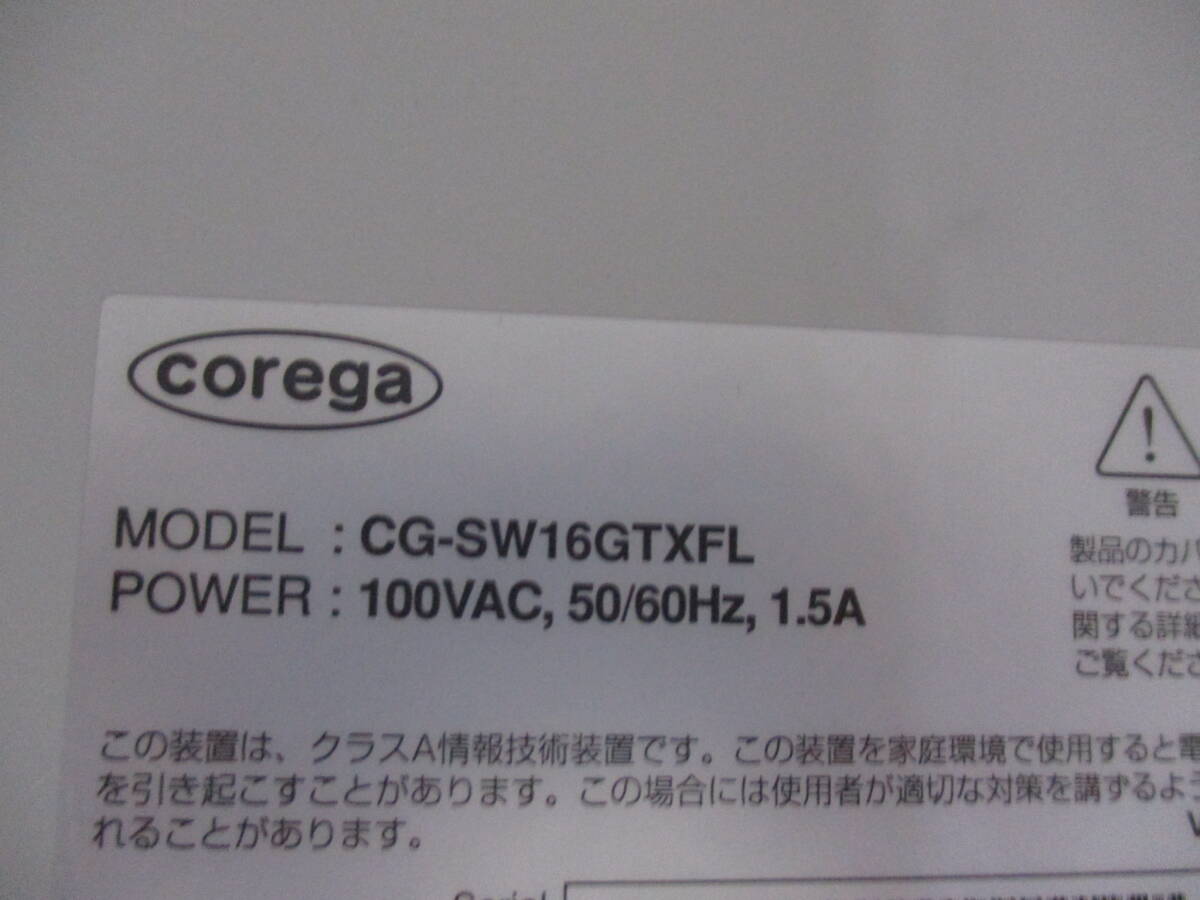 corega
MODEL : CG-SW16GTXFL
POWER : 100VAC, 50/60Hz, 1.5A
警告
製品のカバ
いでくださ
関する詳細
ご覧くださ
この装置は、クラスA情報技術装置です。この装置を家庭環境で使用すると電
を引き起こすことがあります。この場合には使用者が適切な対策を講ずるよ
れることがあります。
Serial